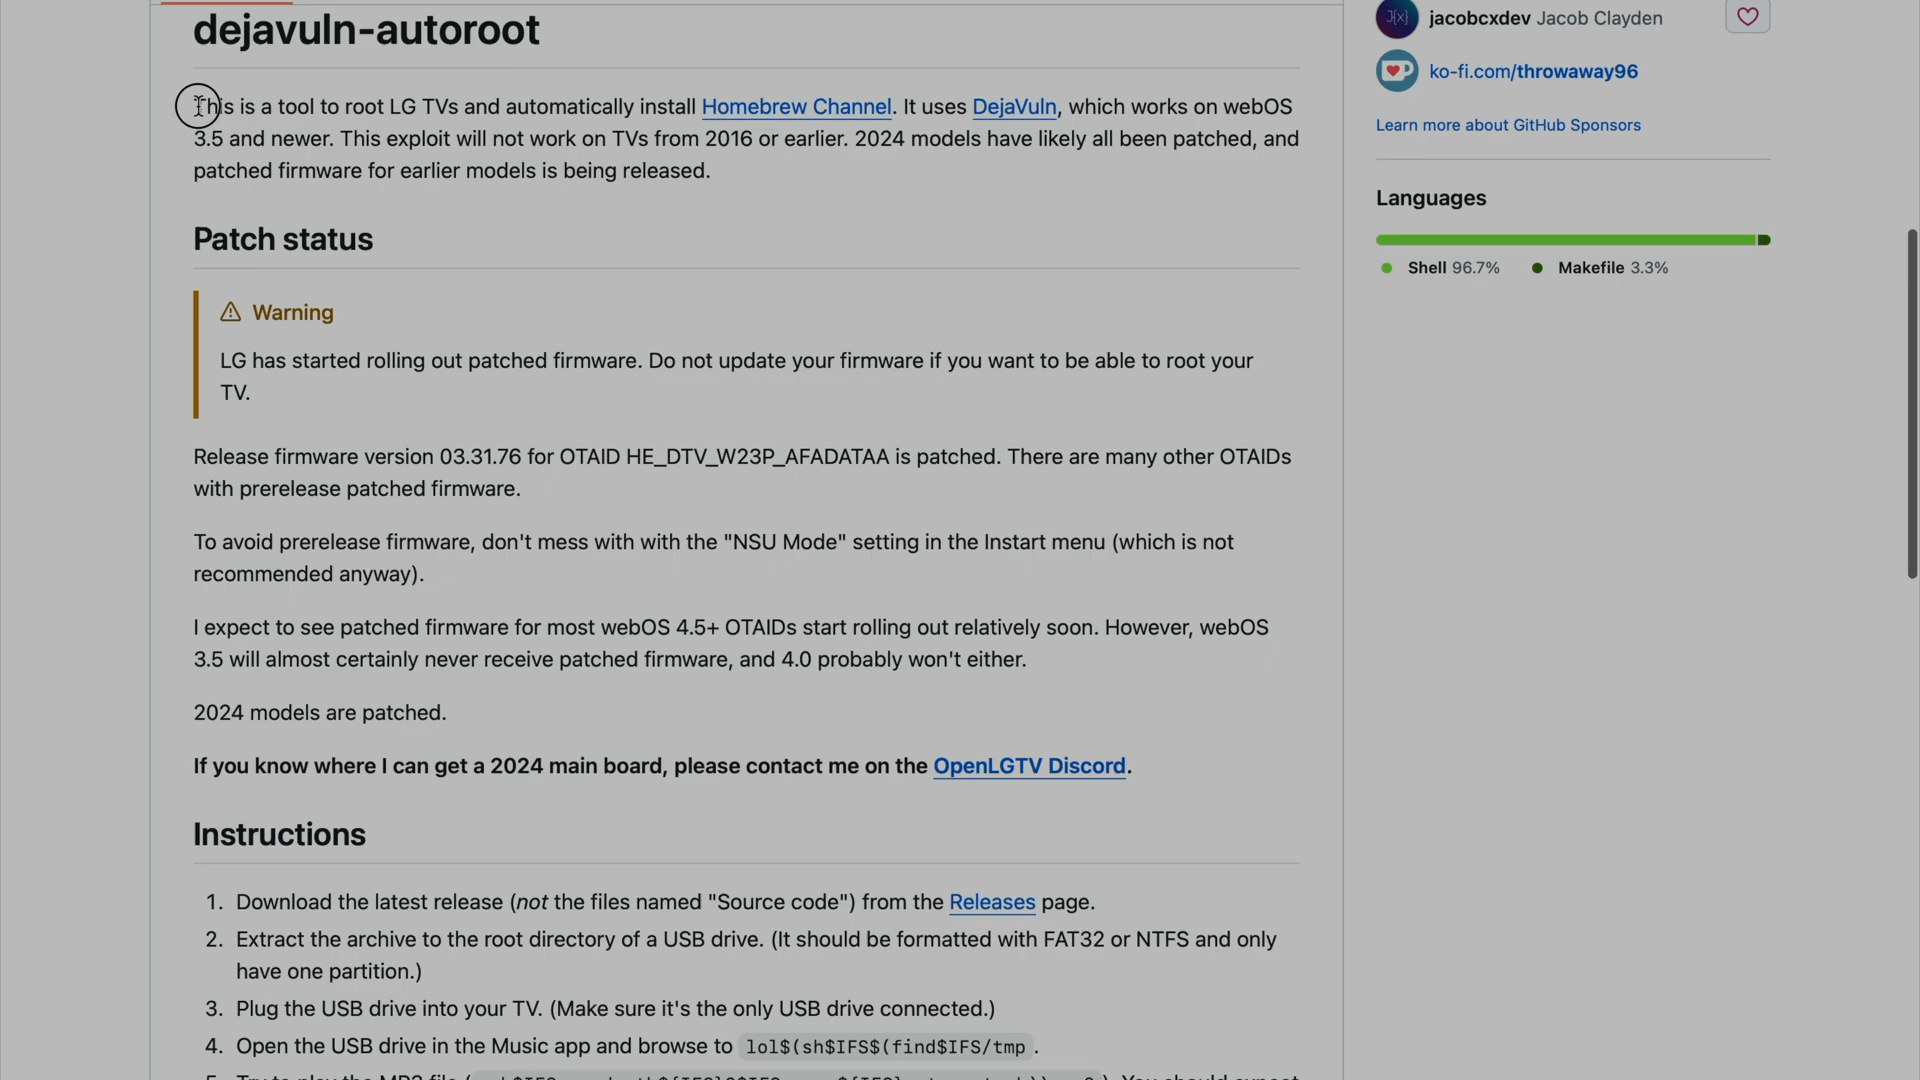 dejavuln-autoroot
This is a tool to root LG TVs and automatically install Homebrew Channel. It uses DejaVuln, which works on webOS
3.5 and newer. This exploit will not work on TVs from 2016 or earlier. 2024 models have likely all been patched, and
patched firmware for earlier models is being released.
Patch status
Warning
LG has started rolling out patched firmware. Do not update your firmware if you want to be able to root your
TV.
Release firmware version 03.31.76 for OTAID HE_DTV_W23P_AFADATAA is patched. There are many other OTAIDs
with prerelease patched firmware.
To avoid prerelease firmware, don't mess with with the "NSU Mode" setting in the Instart menu (which is not
recommended anyway).
I expect to see patched firmware for most webOS 4.5+ OTAIDs start rolling out relatively soon. However, webOS
3.5 will almost certainly never receive patched firmware, and 4.0 probably won't either.
2024 models are patched.
If you know where I can get a 2024 main board, please contact me on the OpenLGTV Discord.
Instructions
1. Download the latest release (not the files named "Source code") from the Releases page.
2. Extract the archive to the root directory of a USB drive. (It should be formatted with FAT32 or NTFS and only
have one partition.)
3. Plug the USB drive into your TV. (Make sure it's the only USB drive connected.)
4. Open the USB drive in the Music app and browse to lol$(sh$IFS$(find$IFS/tmp .
5. Try to play the MP3 file ( You should expect
J{x} jacobcxdev Jacob Clayden
ko-fi.com/throwaway96
Learn more about GitHub Sponsors
Languages
Shell 96.7% Makefile 3.3%